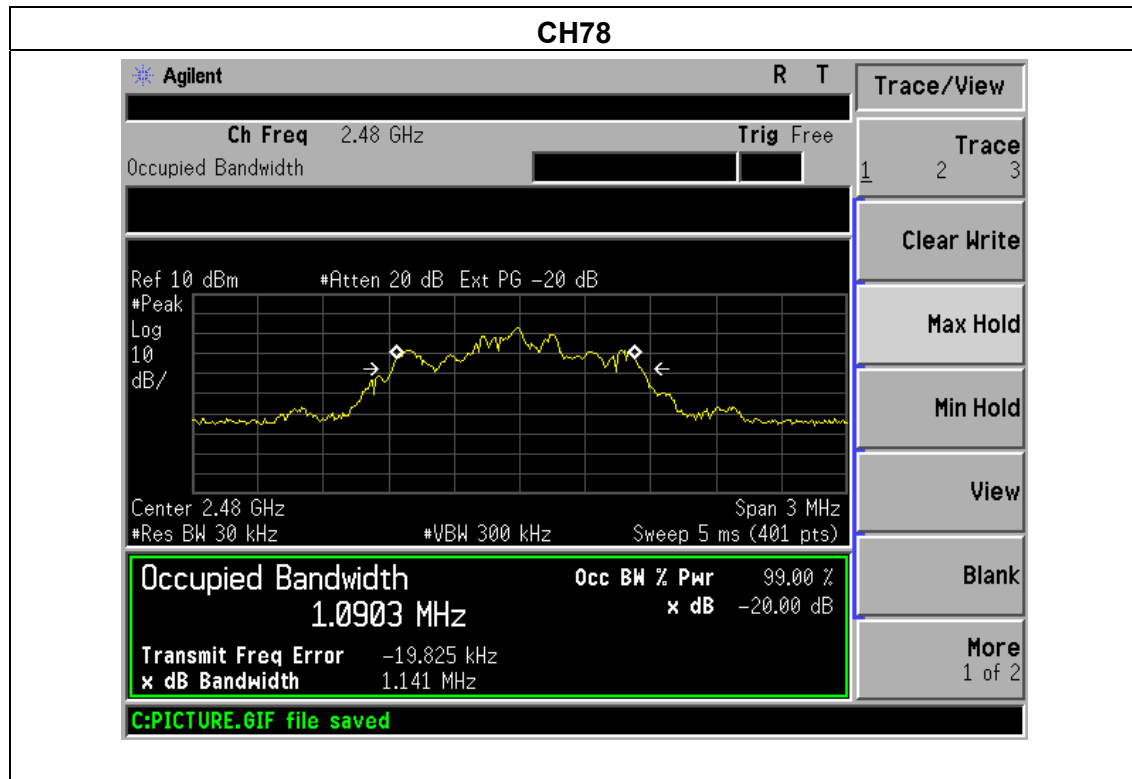 CH78
Agilent R T
Trace/View
Ch Freq 2.48 GHz Trig Free
Occupied Bandwidth
Trace
1 2 3
Clear Write
Ref 10 dBm #Atten 20 dB Ext PG -20 dB
#Peak
Log
10
dB/
Max Hold
Min Hold
View
Center 2.48 GHz Span 3 MHz
#Res BW 30 kHz #VBW 300 kHz Sweep 5 ms (401 pts)
Occupied Bandwidth Occ BW % Pwr 99.00 %
1.0903 MHz x dB -20.00 dB
Blank
Transmit Freq Error -19.825 kHz
x dB Bandwidth 1.141 MHz
More
1 of 2
C:PICTURE.GIF file saved